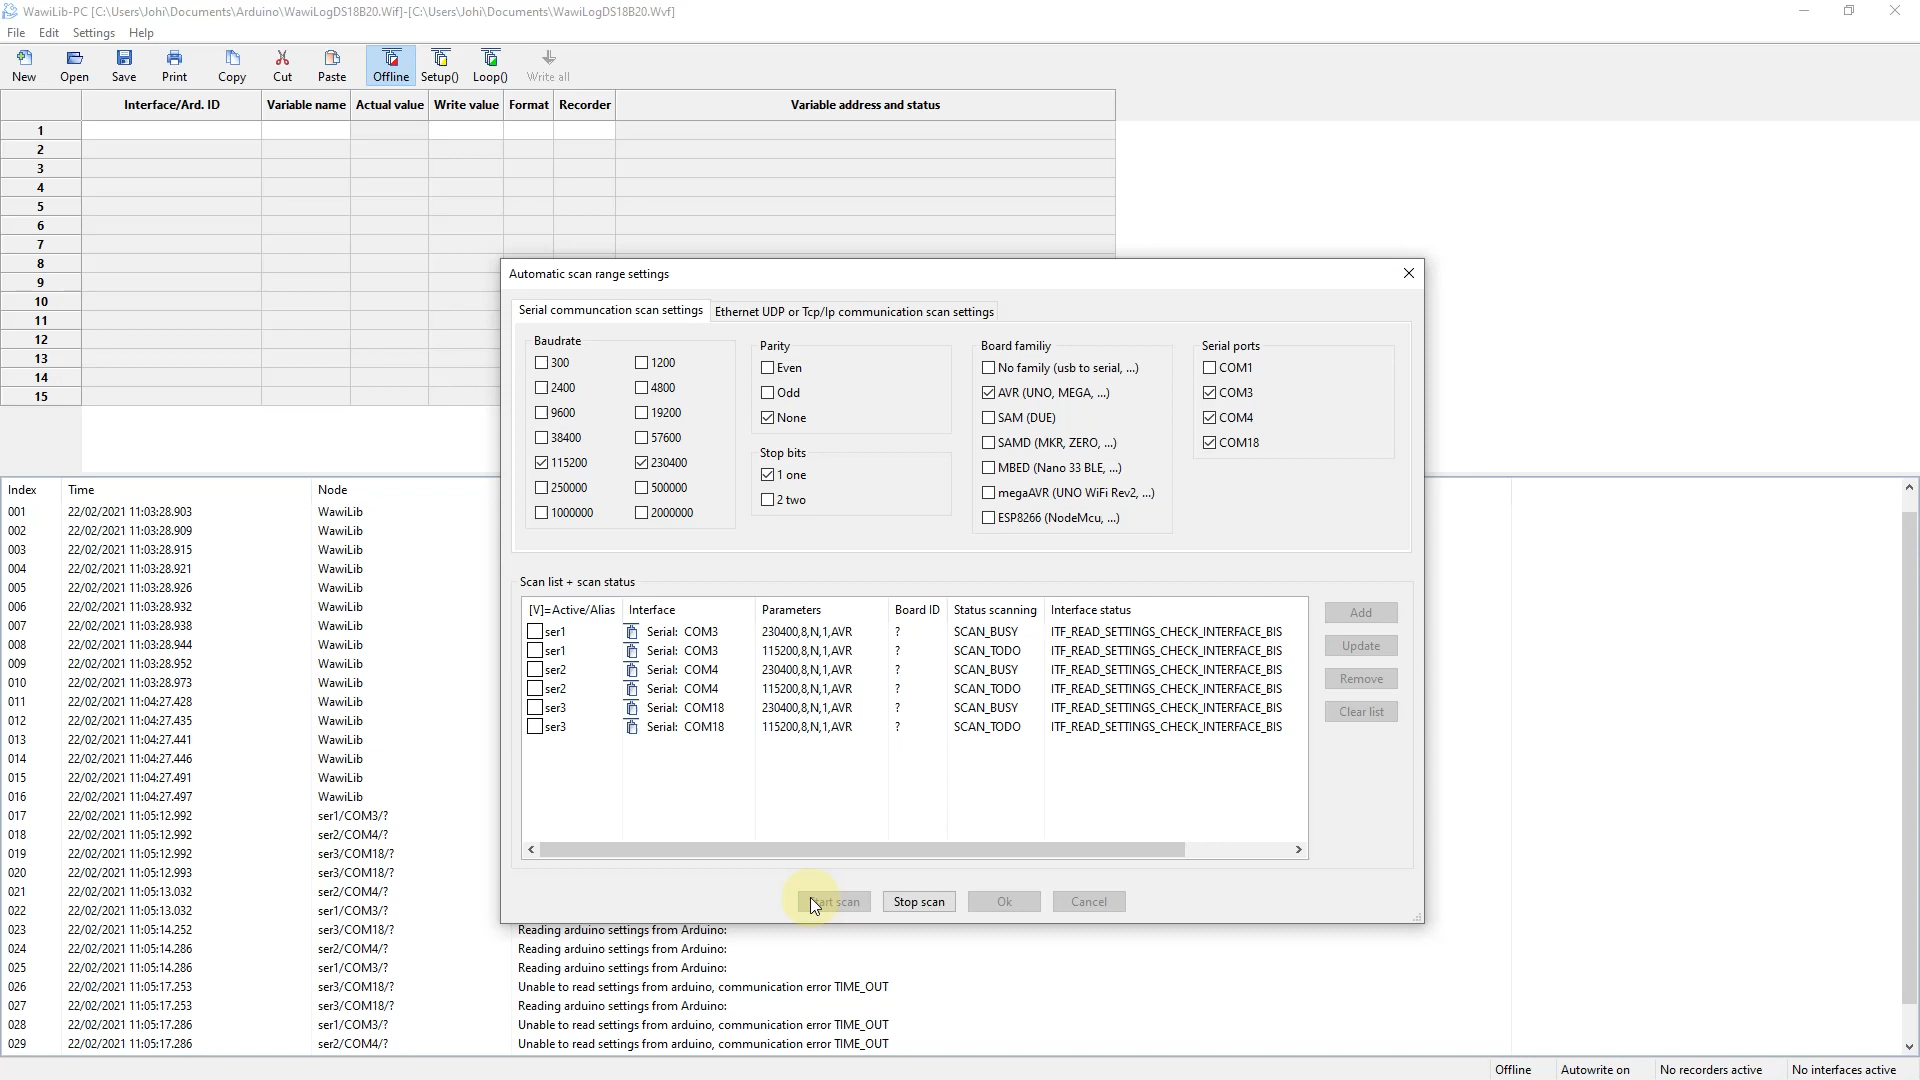 WawiLib-PC [C:\Users\Johi\Documents\Arduino\WawiLogDS18B20.Wif]-[C:\Users\Johi\Documents\WawiLogDS18B20.Wvf]
File Edit Settings Help
New Open Save Print Copy Cut Paste Offline Setup() Loop() Write all
Interface/Ard. ID Variable name Actual value Write value Format Recorder Variable address and status
1
2
3
4
5
6
7
8
9
10
11
12
13
14
15
Automatic scan range settings
Serial communcation scan settings Ethernet UDP or Tcp/Ip communication scan settings
Baudrate
300 1200
2400 4800
9600 19200
38400 57600
115200 230400
250000 500000
1000000 2000000
Parity
Even
Odd
None
Stop bits
1 one
2 two
Board familiy
No family (usb to serial, ...)
AVR (UNO, MEGA, ...)
SAM (DUE)
SAMD (MKR, ZERO, ...)
MBED (Nano 33 BLE, ...)
megaAVR (UNO WiFi Rev2, ...)
ESP8266 (NodeMcu, ...)
Serial ports
COM1
COM3
COM4
COM18
Scan list + scan status
[V]=Active/Alias Interface Parameters Board ID Status scanning Interface status
ser1 Serial: COM3 230400,8,N,1,AVR ? SCAN_BUSY ITF_READ_SETTINGS_CHECK_INTERFACE_BIS
ser1 Serial: COM3 115200,8,N,1,AVR ? SCAN_TODO ITF_READ_SETTINGS_CHECK_INTERFACE_BIS
ser2 Serial: COM4 230400,8,N,1,AVR ? SCAN_BUSY ITF_READ_SETTINGS_CHECK_INTERFACE_BIS
ser2 Serial: COM4 115200,8,N,1,AVR ? SCAN_TODO ITF_READ_SETTINGS_CHECK_INTERFACE_BIS
ser3 Serial: COM18 230400,8,N,1,AVR ? SCAN_BUSY ITF_READ_SETTINGS_CHECK_INTERFACE_BIS
ser3 Serial: COM18 115200,8,N,1,AVR ? SCAN_TODO ITF_READ_SETTINGS_CHECK_INTERFACE_BIS
Add
Update
Remove
Clear list
scan Stop scan Ok Cancel
Index Time Node
001 22/02/2021 11:03:28.903 WawiLib
002 22/02/2021 11:03:28.909 WawiLib
003 22/02/2021 11:03:28.915 WawiLib
004 22/02/2021 11:03:28.921 WawiLib
005 22/02/2021 11:03:28.926 WawiLib
006 22/02/2021 11:03:28.932 WawiLib
007 22/02/2021 11:03:28.938 WawiLib
008 22/02/2021 11:03:28.944 WawiLib
009 22/02/2021 11:03:28.952 WawiLib
010 22/02/2021 11:03:28.973 WawiLib
011 22/02/2021 11:04:27.428 WawiLib
012 22/02/2021 11:04:27.435 WawiLib
013 22/02/2021 11:04:27.441 WawiLib
014 22/02/2021 11:04:27.446 WawiLib
015 22/02/2021 11:04:27.491 WawiLib
016 22/02/2021 11:04:27.497 WawiLib
017 22/02/2021 11:05:12.992 ser1/COM3/?
018 22/02/2021 11:05:12.992 ser2/COM4/?
019 22/02/2021 11:05:12.992 ser3/COM18/?
020 22/02/2021 11:05:12.993 ser3/COM18/?
021 22/02/2021 11:05:13.032 ser2/COM4/?
022 22/02/2021 11:05:13.032 ser1/COM3/?
023 22/02/2021 11:05:14.252 ser3/COM18/? Reading arduino settings from Arduino:
024 22/02/2021 11:05:14.286 ser2/COM4/? Reading arduino settings from Arduino:
025 22/02/2021 11:05:14.286 ser1/COM3/? Reading arduino settings from Arduino:
026 22/02/2021 11:05:17.253 ser3/COM18/? Unable to read settings from arduino, communication error TIME_OUT
027 22/02/2021 11:05:17.253 ser3/COM18/? Reading arduino settings from Arduino:
028 22/02/2021 11:05:17.286 ser1/COM3/? Unable to read settings from arduino, communication error TIME_OUT
029 22/02/2021 11:05:17.286 ser2/COM4/? Unable to read settings from arduino, communication error TIME_OUT
Offline Autowrite on No recorders active No interfaces active